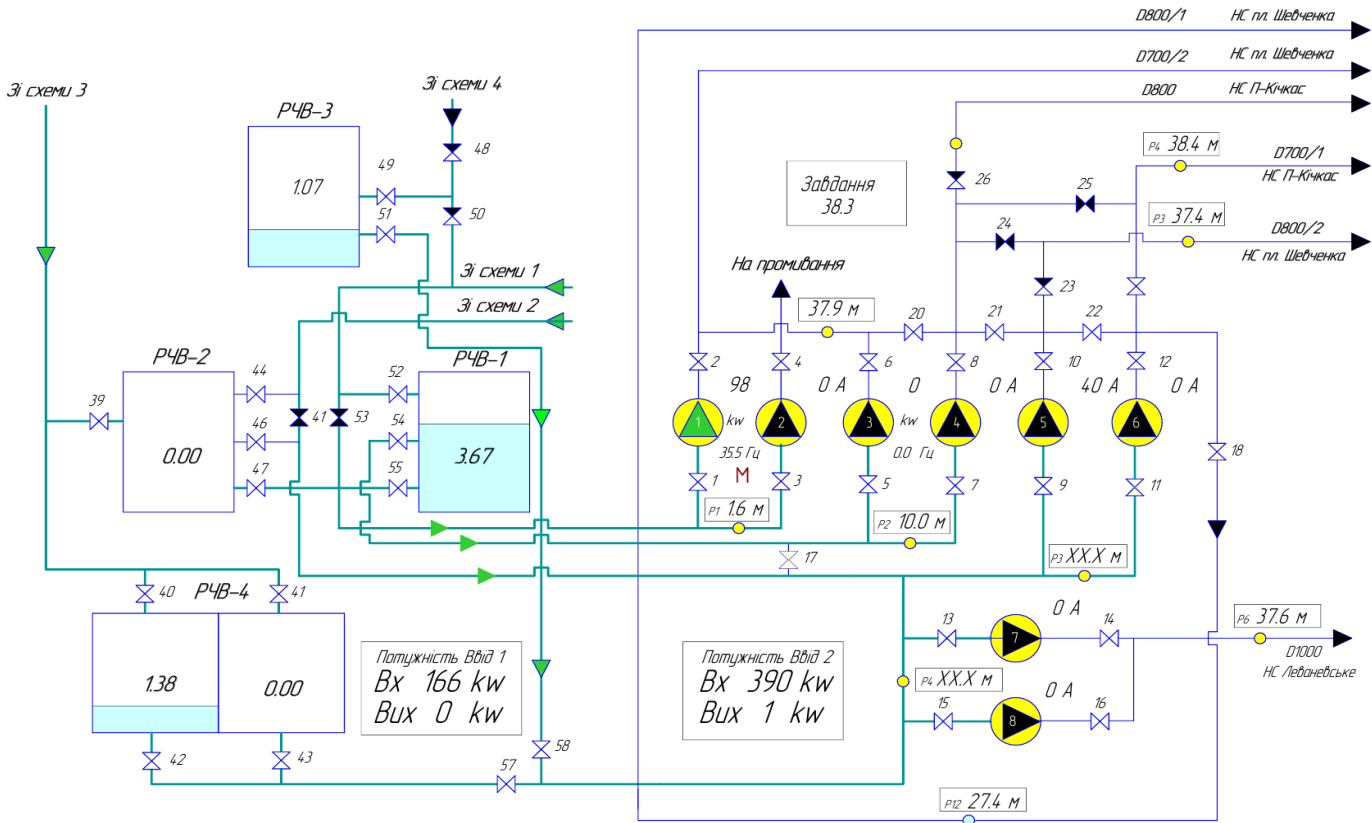 D800/1 НС пл. Шевченка
D700/2 НС пл. Шевченка
D800 НС П-Кічкас
Зі схеми 3
Зі схеми 4
РЧВ-3
49
48
1.07
51
50
Р4 38.4 м
D700/1
НС П-Кічкас
Завдання
38.3
26
25
24
Р3 37.4 м
D800/2
НС пл. Шевченка
Зі схеми 1
Зі схеми 2
На промивання
37.9 м
23
20
21
22
РЧВ-2
РЧВ-1
44
52
2
4
6
8
10
12
39
41
53
98
0 А
0
0 А
40 А
0 А
46
54
1
kw
2
3
kw
4
5
6
0.00
3.67
35.5 Гц
0.0 Гц
18
47
55
1
М
3
5
7
9
11
Р1 1.6 м
Р2 10.0 м
17
Р3 XX.X м
40
РЧВ-4
41
0 А
13
7
14
Р6 37.6 м
D1000
НС Леваневське
1.38
0.00
Потужність Ввід 1
Вх 166 kw
Вих 0 kw
Потужність Ввід 2
Вх 390 kw
Вих 1 kw
Р4 XX.X м
0 А
15
8
16
42
43
58
57
Р12 27.4 м